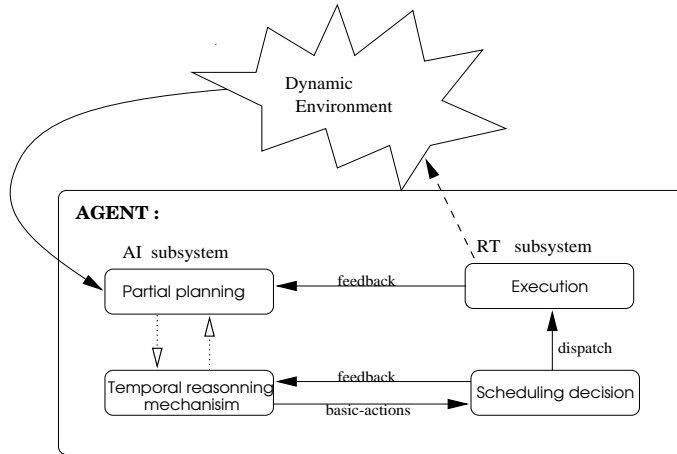 Dynamic
Environment
AGENT :
AI subsystem
RT subsystem
Partial planning
feedback
Execution
dispatch
feedback
Temporal reasonning
mechanisim
Scheduling decision
basic-actions